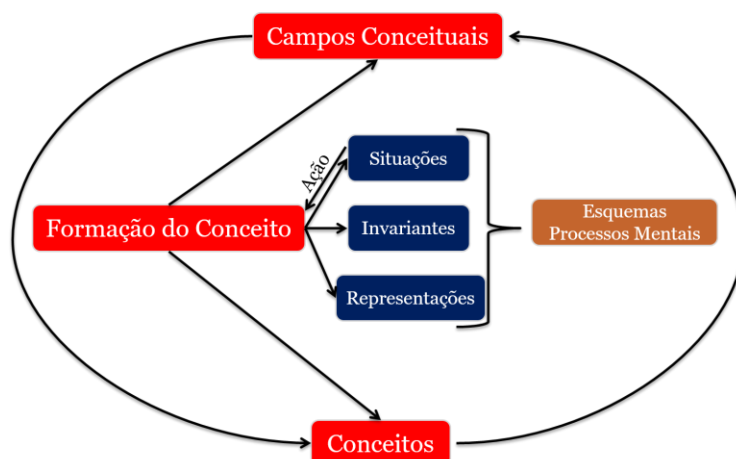 Campos Conceituais
Ação
Situações
Formação do Conceito
Invariantes
Esquemas
Processos Mentais
Representações
Conceitos